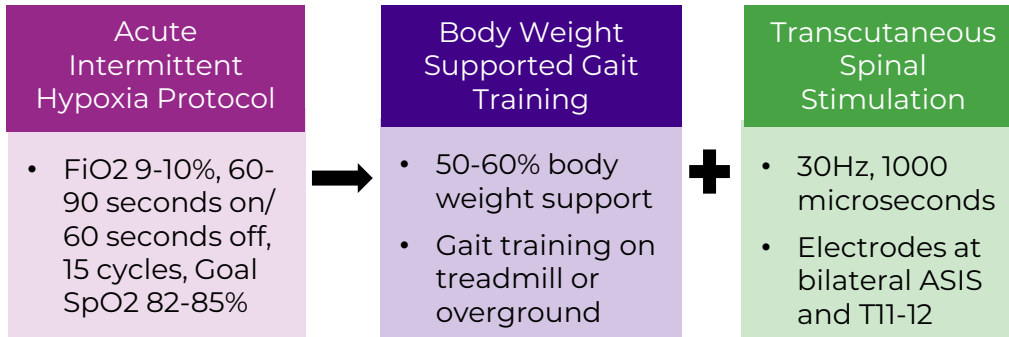 Acute
Intermittent
Hypoxia Protocol
• FiO2 9-10%, 60-
90 seconds on/
60 seconds off,
15 cycles, Goal
SpO2 82-85%
Body Weight
Supported Gait
Training
• 50-60% body
weight support
• Gait training on
treadmill or
overground
Transcutaneous
Spinal
Stimulation
• 30Hz, 1000
microseconds
• Electrodes at
bilateral ASIS
and T11-12